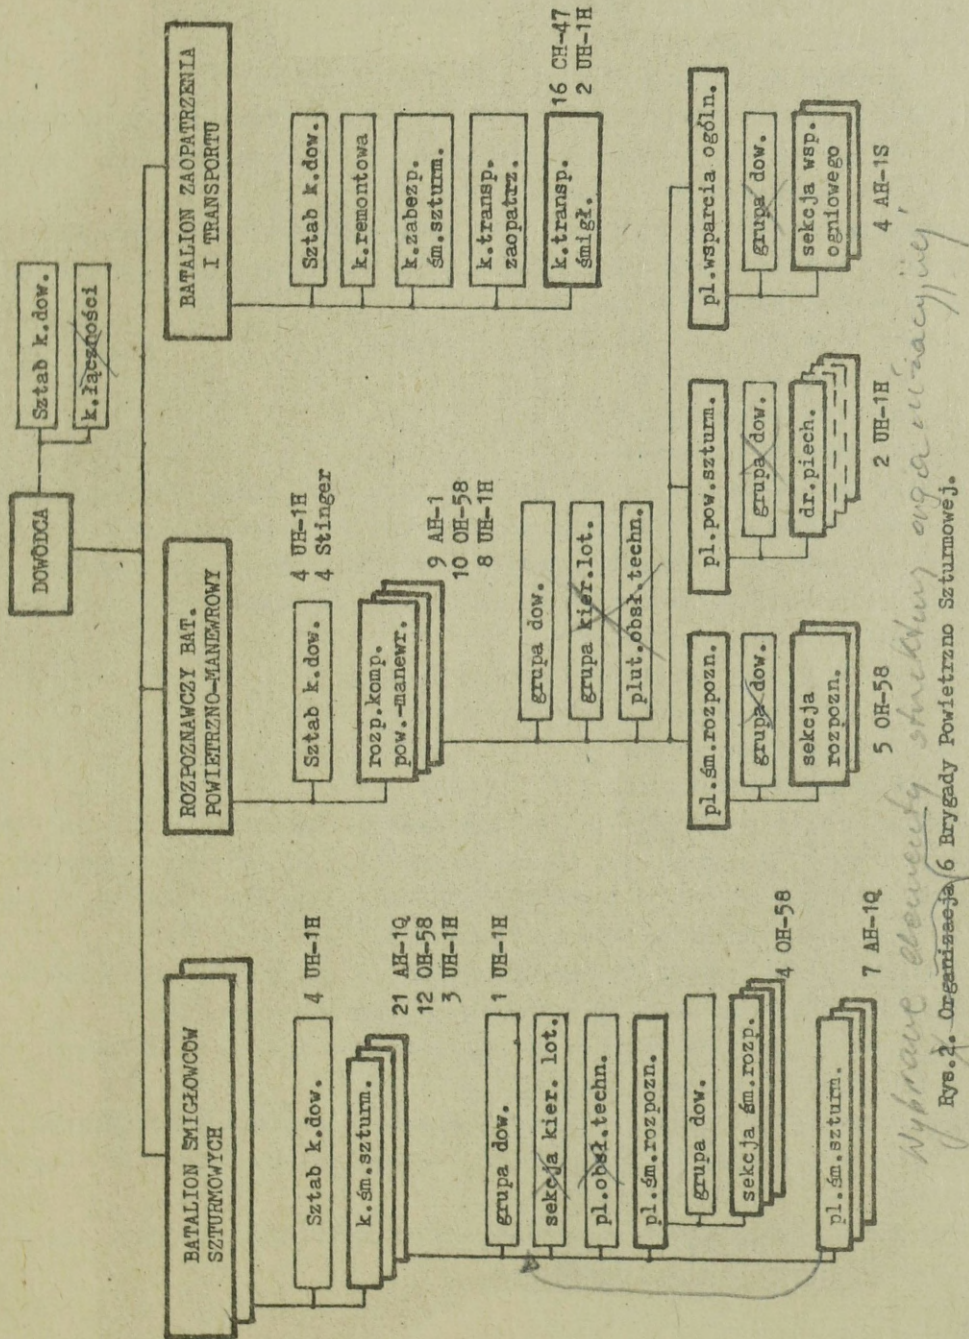 DOWÓDCA
Sztab k.dow.
k.łączności
BATALION ŚMIGŁOWCÓW
SZTURMOWYCH
Sztab k.dow.
4 UH-1H
k.śm.szturm.
21 AH-1Q
12 OH-58
3 UH-1H
grupa dow.
1 UH-1H
sekcja kier. lot.
pl.obsł.techn.
pl.śm.rozpozn.
grupa dow.
sekcja śm.rozp.
4 OH-58
pl.śm.szturm.
7 AH-1Q
ROZPOZNAWCZY BAT.
POWIETRZNO-MANEWROWY
Sztab k.dow.
4 UH-1H
4 Stinger
rozp.komp.
pow.-manewr.
9 AH-1
10 OH-58
8 UH-1H
grupa dow.
grupa kier.lot.
plut.obsł.techn.
pl.śm.rozpozn.
grupa dow.
sekcja
rozpozn.
5 OH-58
pl.pow.szturm.
grupa dow.
dr.piech.
2 UH-1H
pl.wsparcia ogóln.
grupa dow.
sekcja wsp.
ogniowego
4 AH-1S
BATALION ZAOPATRZENIA
I TRANSPORTU
Sztab k.dow.
k.remontowa
k.zabezp.
śm.szturm.
k.transp.
zaopatrz.
k.transp.
śmigł.
16 CH-47
2 UH-1H
Wybrane elementy struktury organizacyjnej
Rys.2. Organizacja 6 Brygady Powietrzno Szturmowej.